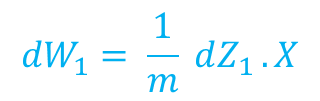 dW₁ = 1/m dZ₁ . X